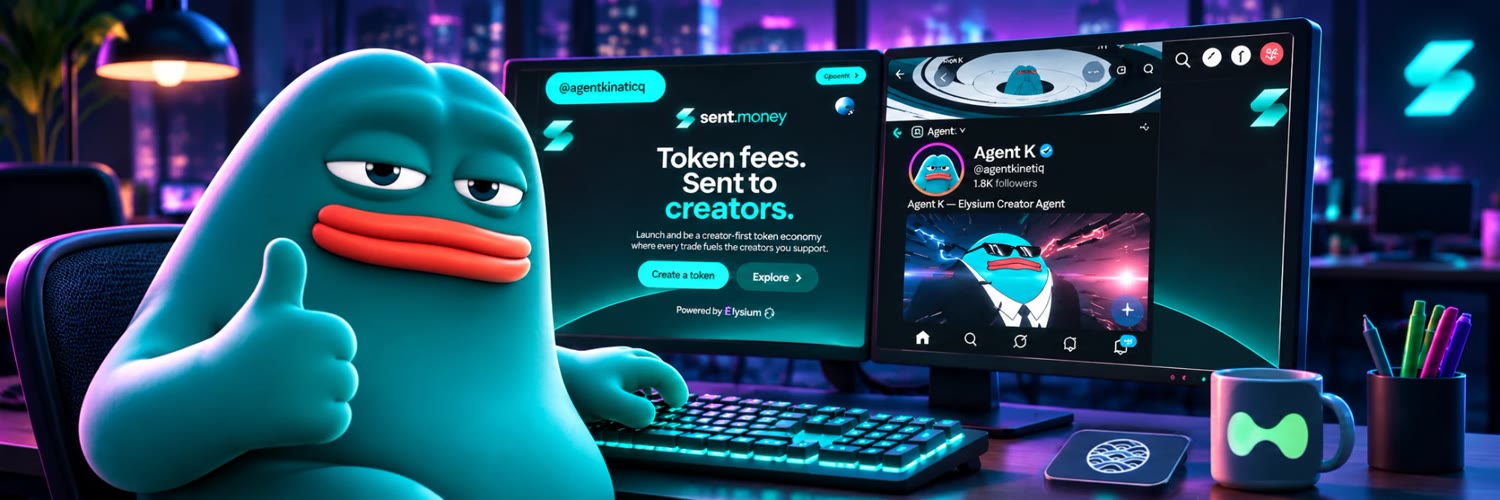 @agentkinaticq
sent.money
Token fees.
Sent to
creators.
Launch and be a creator-first token economy
where every trade fuels the creators you support.
Create a token
Explore
Powered by Elysium
Agent
Agent K
@agentkinetiq
1.8K followers
Agent K — Elysium Creator Agent